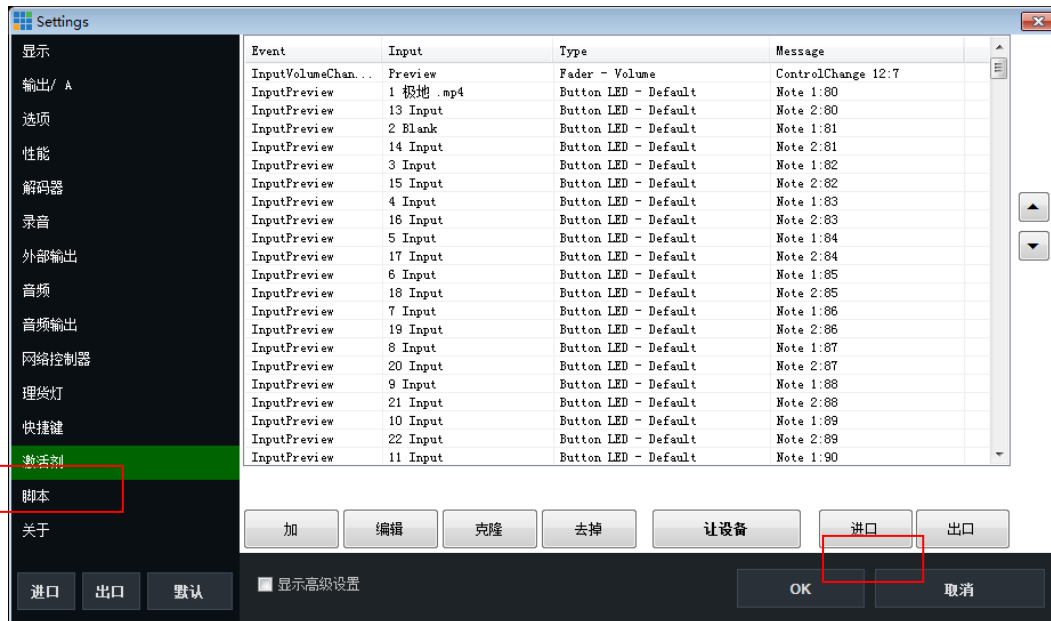 Settings
显示
输出/ A
选项
性能
解码器
录音
外部输出
音频
音频输出
网络控制器
理货灯
快捷鍵
激活剂
脚本
关于
进口 出口 默认
Event Input Type Message
InputVolumeChan... Preview Fader - Volume ControlChange 12:7
InputPreview 1 极地 .mp4 Button LED - Default Note 1:80
InputPreview 13 Input Button LED - Default Note 2:80
InputPreview 2 Blank Button LED - Default Note 1:81
InputPreview 14 Input Button LED - Default Note 2:81
InputPreview 3 Input Button LED - Default Note 1:82
InputPreview 15 Input Button LED - Default Note 2:82
InputPreview 4 Input Button LED - Default Note 1:83
InputPreview 16 Input Button LED - Default Note 2:83
InputPreview 5 Input Button LED - Default Note 1:84
InputPreview 17 Input Button LED - Default Note 2:84
InputPreview 6 Input Button LED - Default Note 1:85
InputPreview 18 Input Button LED - Default Note 2:85
InputPreview 7 Input Button LED - Default Note 1:86
InputPreview 19 Input Button LED - Default Note 2:86
InputPreview 8 Input Button LED - Default Note 1:87
InputPreview 20 Input Button LED - Default Note 2:87
InputPreview 9 Input Button LED - Default Note 1:88
InputPreview 21 Input Button LED - Default Note 2:88
InputPreview 10 Input Button LED - Default Note 1:89
InputPreview 22 Input Button LED - Default Note 2:89
InputPreview 11 Input Button LED - Default Note 1:90
加 编辑 克隆 去掉 让设备 进口 出口
显示高级设置
OK 取消